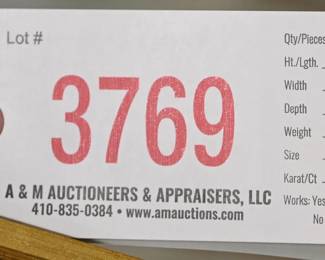 Lot #
3769
A & M AUCTIONEERS & APPRAISERS, LLC
410-835-0384 • www.amauctions.com
Qty/Pieces
Ht./Lgth.
Width
Depth
Weight
Size
Karat/Ct
Works: Yes
No